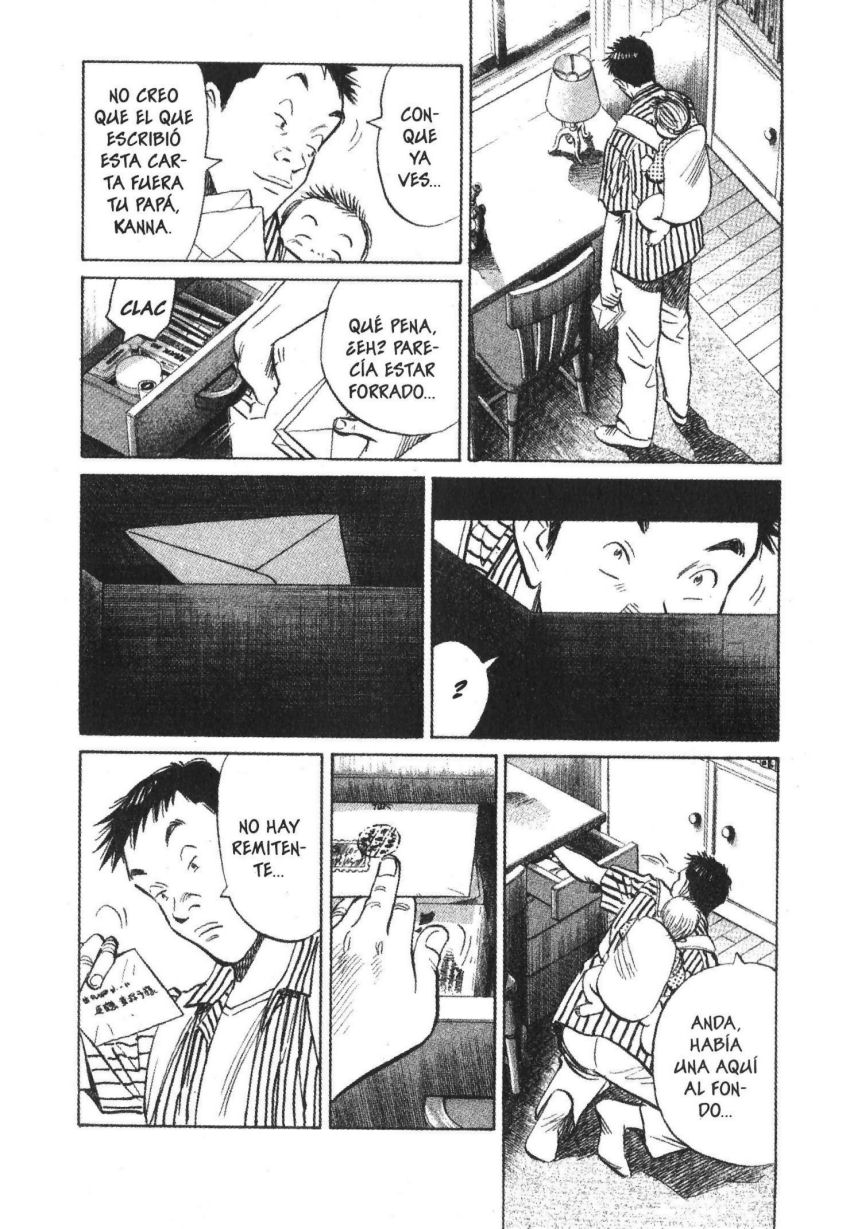 CON-
QUE
YA
VES...
NO CREO
QUE EL QUE
ESCRIBIÓ
ESTA CAR-
TA FUERA
TU PAPÁ,
KANNA.
QUÉ PENA,
¿EH? PARE-
CÍA ESTAR
FORRADO...
CLAC
?
ANDA,
HABÍA
UNA AQUÍ
AL FON-
DO...
NO HAY
REMITEN-
TE...